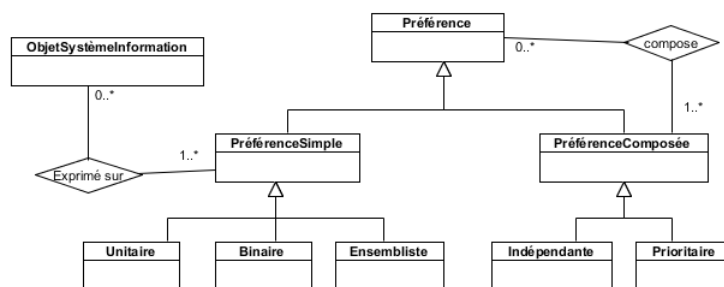 Préférence
ObjetSystèmeInformation
0..*
compose
0..*
1..*
PréférenceSimple
PréférenceComposée
1..*
Exprimé sur
Unitaire
Binaire
Ensembliste
Indépendante
Prioritaire